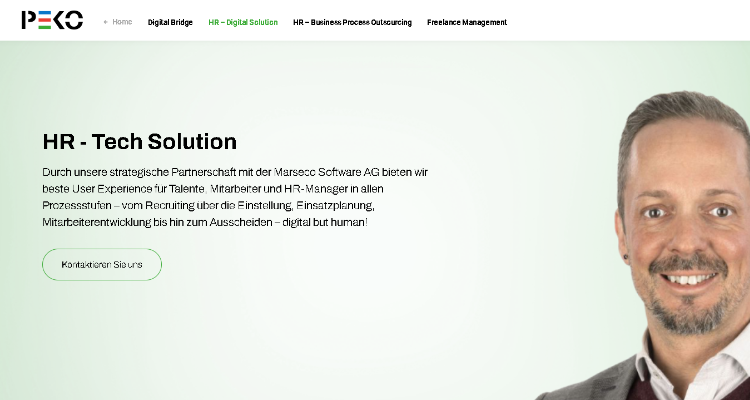 PEKO
Home
Digital Bridge
HR – Digital Solution
HR – Business Process Outsourcing
Freelance Management
HR - Tech Solution
Durch unsere strategische Partnerschaft mit der Marseco Software AG bieten wir
beste User Experience für Talente, Mitarbeiter und HR-Manager in allen
Prozessstufen – vom Recruiting über die Einstellung, Einsatzplanung,
Mitarbeiterentwicklung bis hin zum Ausscheiden – digital but human!
Kontaktieren Sie uns